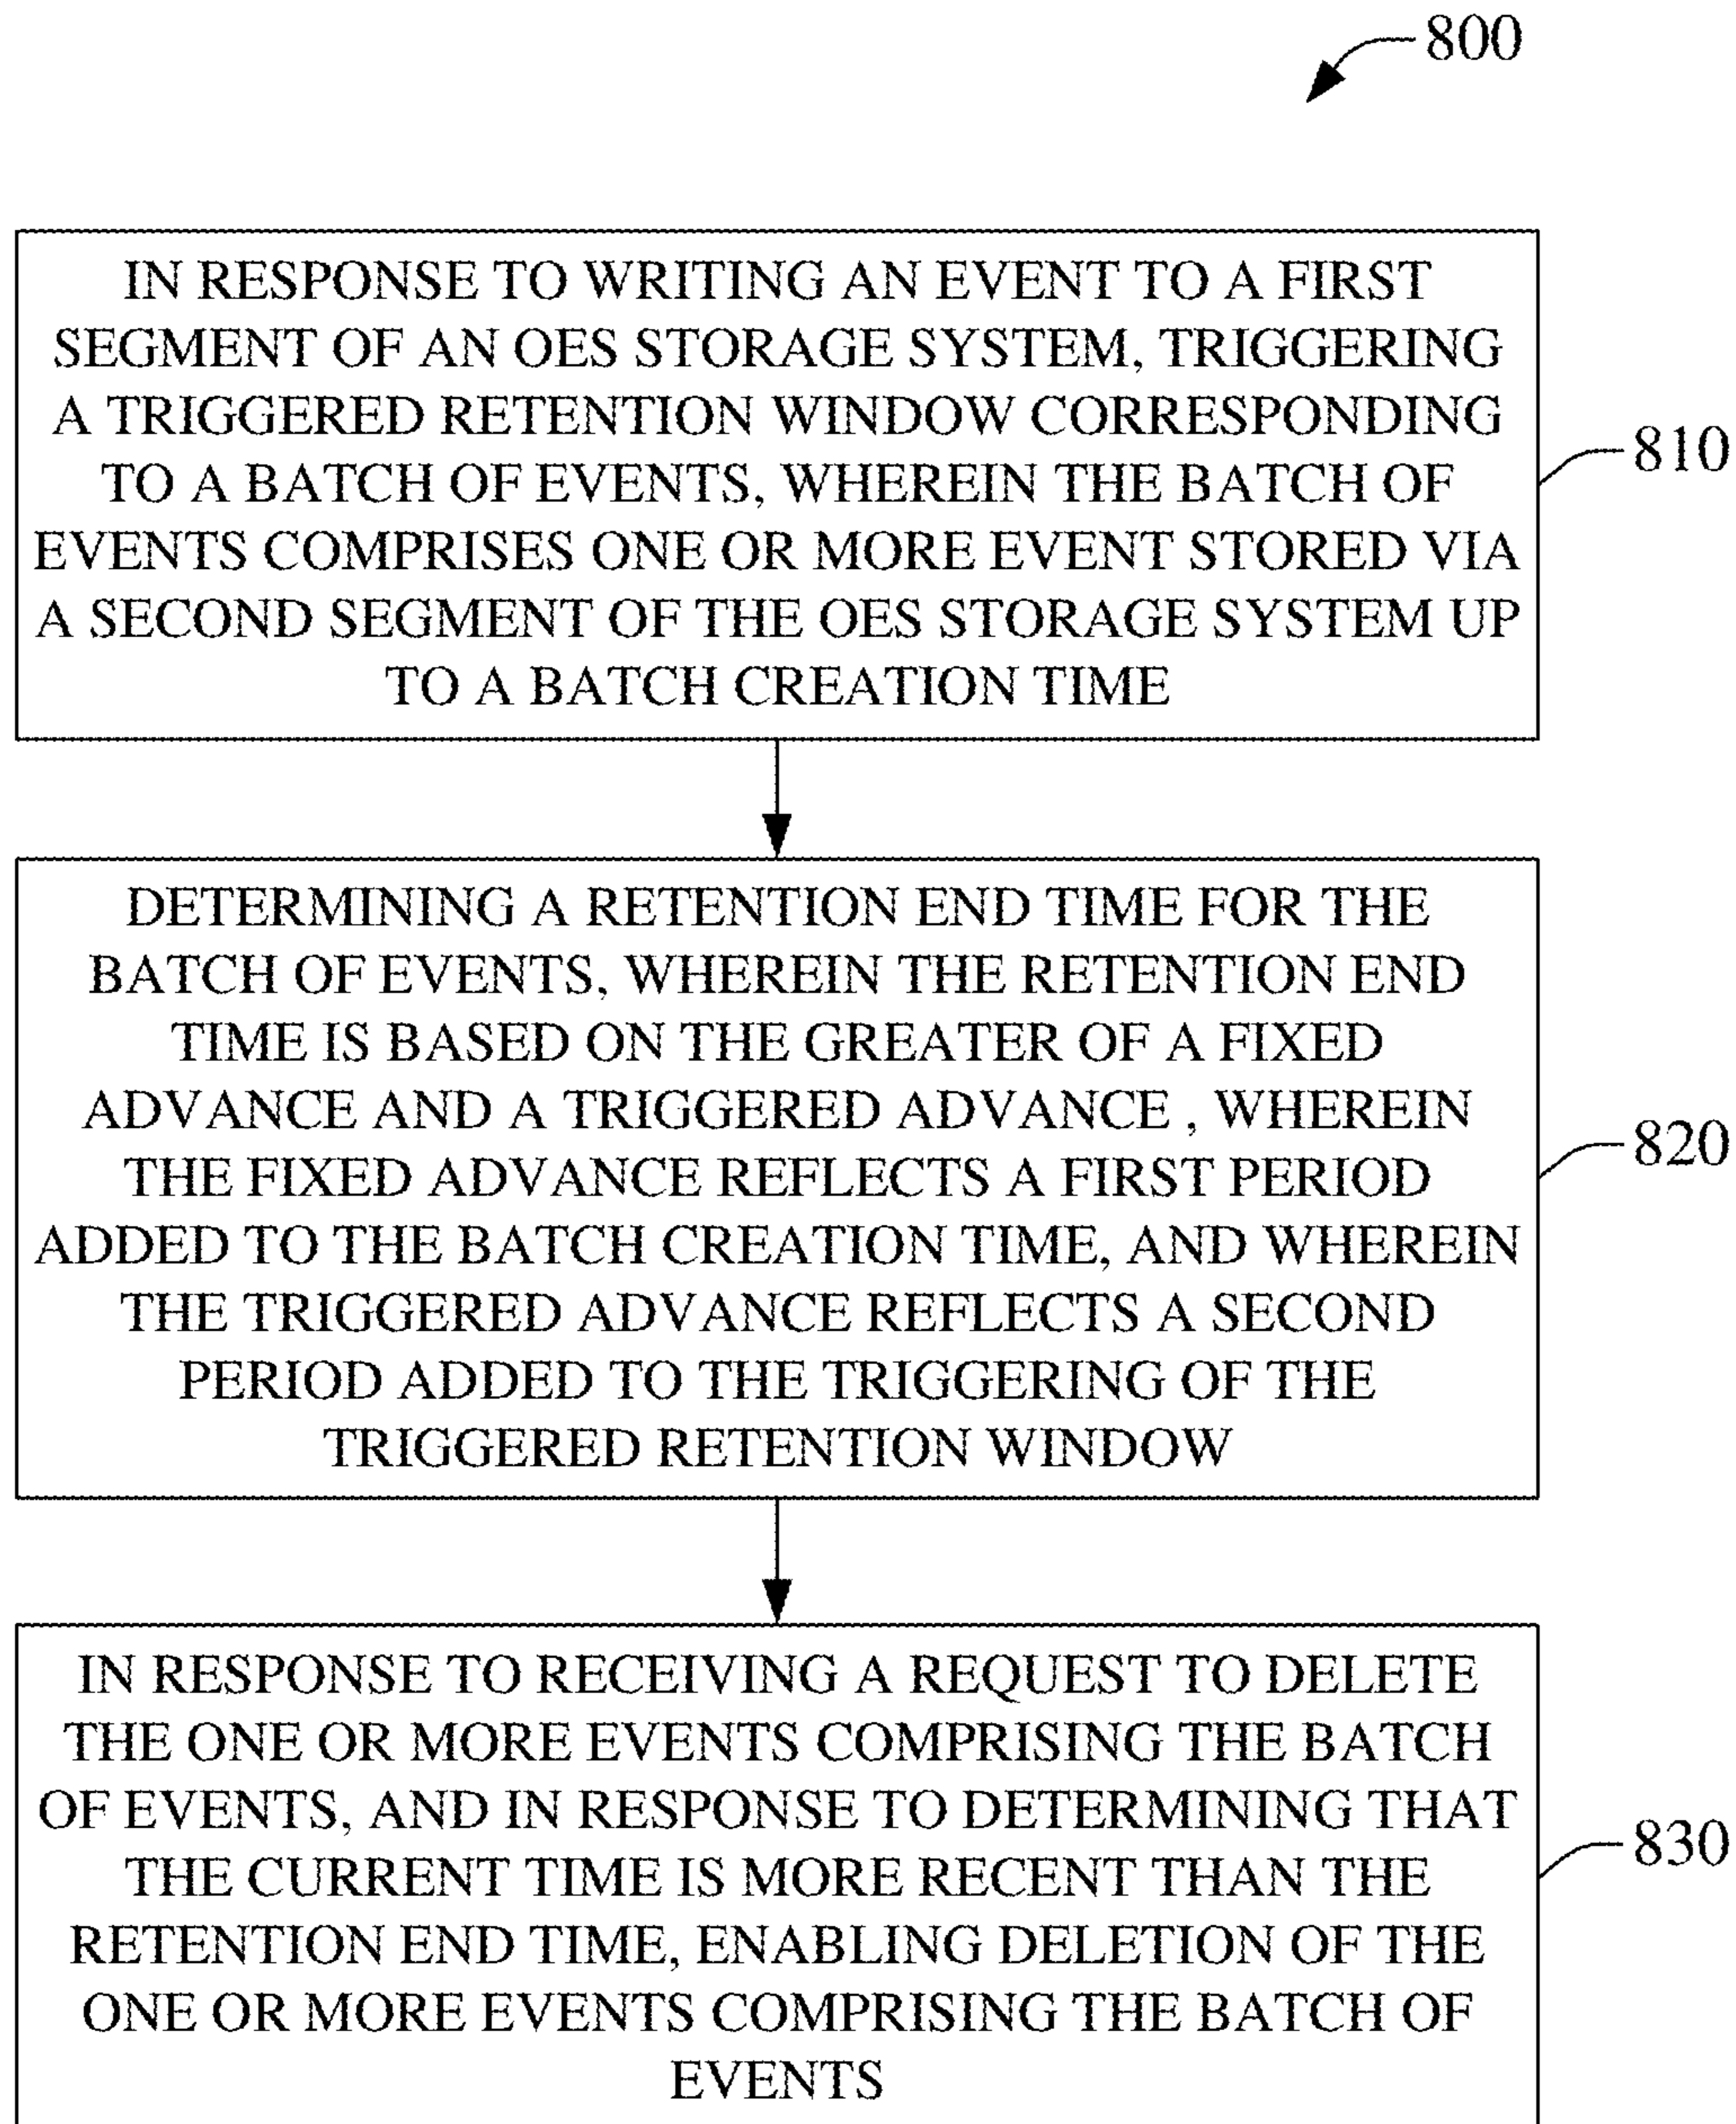 800
IN RESPONSE TO WRITING AN EVENT TO A FIRST
SEGMENT OF AN OES STORAGE SYSTEM, TRIGGERING
A TRIGGERED RETENTION WINDOW CORRESPONDING
TO A BATCH OF EVENTS, WHEREIN THE BATCH OF
EVENTS COMPRISES ONE OR MORE EVENT STORED VIA
A SECOND SEGMENT OF THE OES STORAGE SYSTEM UP
TO A BATCH CREATION TIME
810
DETERMINING A RETENTION END TIME FOR THE
BATCH OF EVENTS, WHEREIN THE RETENTION END
TIME IS BASED ON THE GREATER OF A FIXED
ADVANCE AND A TRIGGERED ADVANCE , WHEREIN
THE FIXED ADVANCE REFLECTS A FIRST PERIOD
ADDED TO THE BATCH CREATION TIME, AND WHEREIN
THE TRIGGERED ADVANCE REFLECTS A SECOND
PERIOD ADDED TO THE TRIGGERING OF THE
TRIGGERED RETENTION WINDOW
820
IN RESPONSE TO RECEIVING A REQUEST TO DELETE
THE ONE OR MORE EVENTS COMPRISING THE BATCH
OF EVENTS, AND IN RESPONSE TO DETERMINING THAT
THE CURRENT TIME IS MORE RECENT THAN THE
RETENTION END TIME, ENABLING DELETION OF THE
ONE OR MORE EVENTS COMPRISING THE BATCH OF
EVENTS
830